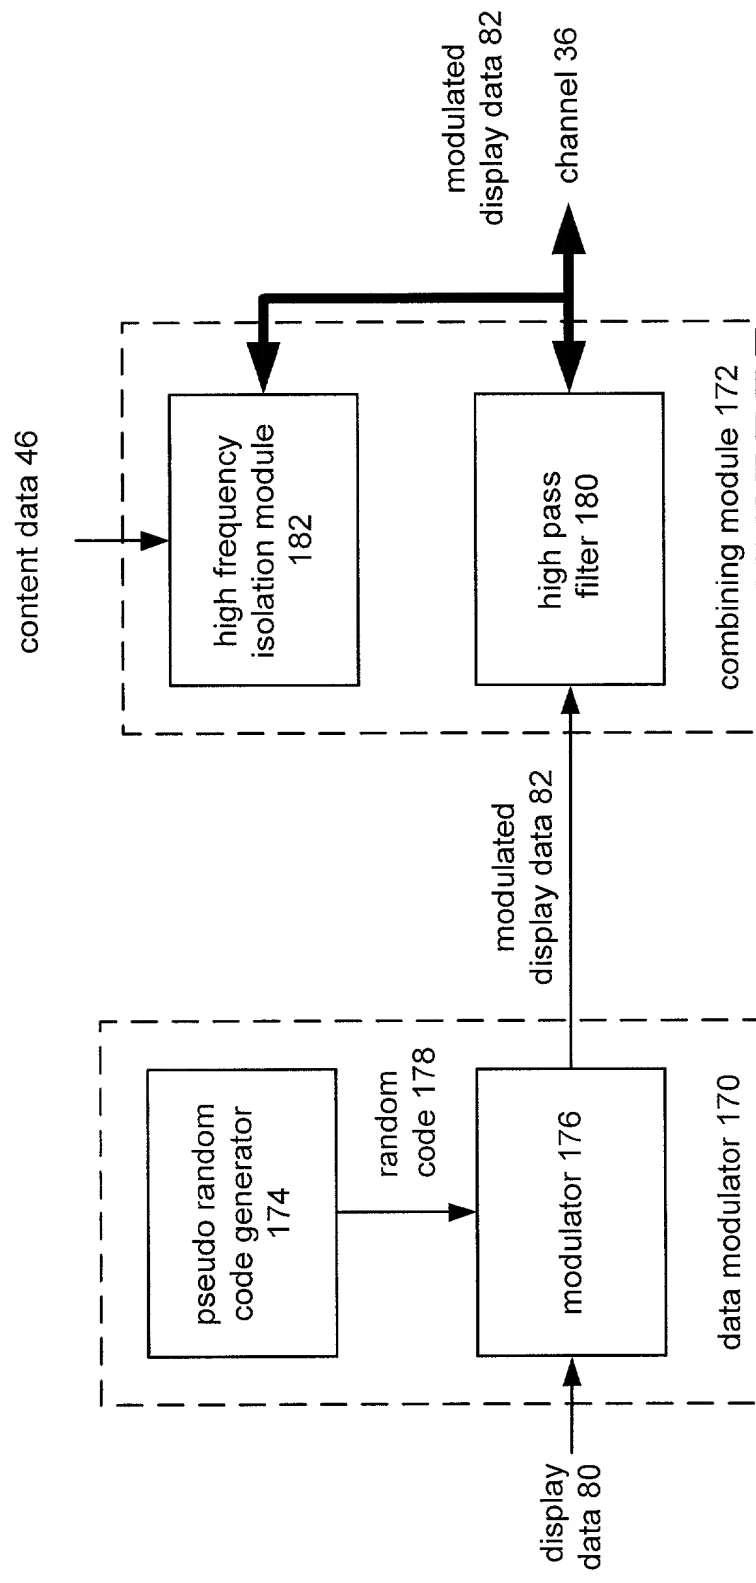 content data 46
modulated
display data 82
channel 36
high frequency
isolation module
182
high pass
filter 180
combining module 172
modulated
display data 82
pseudo random
code generator
174
random
code 178
modulator 176
data modulator 170
display
data 80